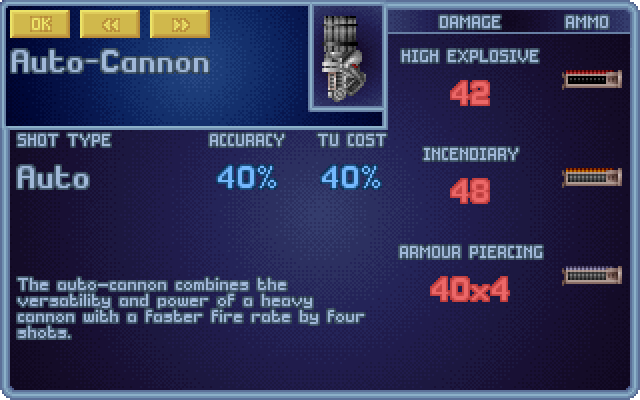 OK << >>
Auto-Cannon
DAMAGE AMMO
HIGH EXPLOSIVE
42
INCENDIARY
48
ARMOUR PIERCING
40x4
SHOT TYPE ACCURACY TU COST
Auto 40% 40%
The auto-cannon combines the
versatility and power of a heavy
cannon with a faster fire rate by four
shots.